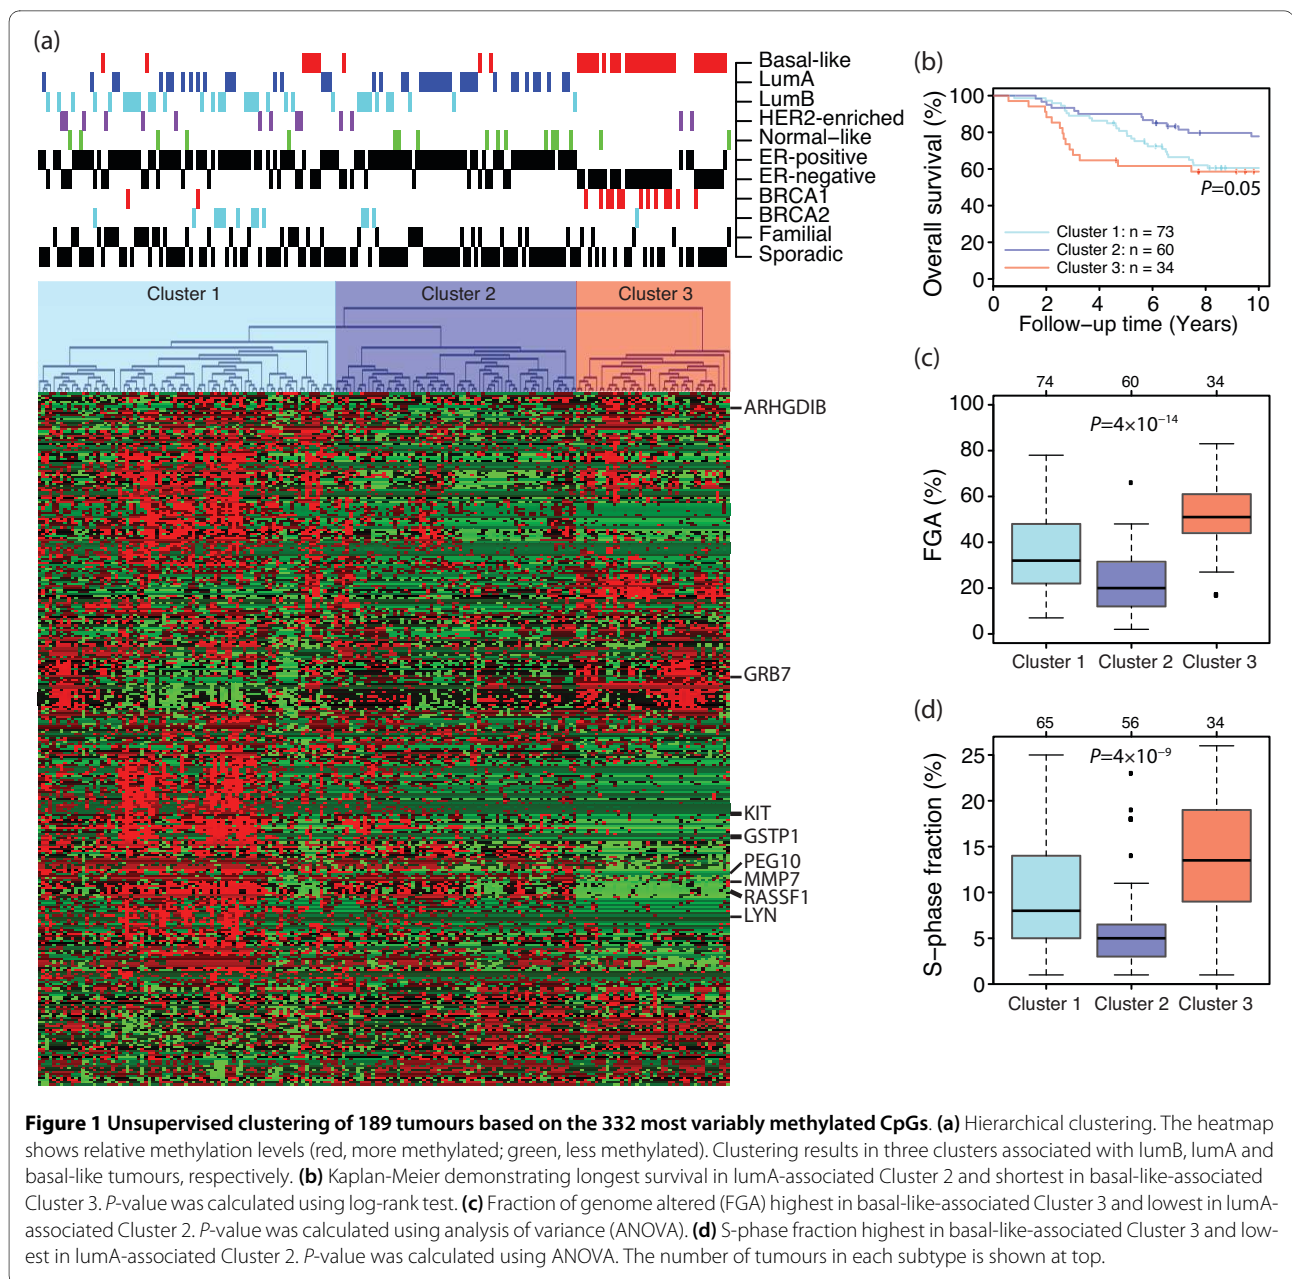 (a)
Basal-like
LumA
LumB
HER2-enriched
Normal-like
ER-positive
ER-negative
BRCA1
BRCA2
Familial
Sporadic
Cluster 1
Cluster 2
Cluster 3
ARHGDIB
GRB7
KIT
GSTP1
PEG10
MMP7
RASSF1
LYN
(b)
Overall survival (%)
100
80
60
40
20
0
P=0.05
Cluster 1: n = 73
Cluster 2: n = 60
Cluster 3: n = 34
0 2 4 6 8 10
Follow-up time (Years)
(c)
74 60 34
FGA (%)
100
80
60
40
20
0
P=4×10⁻¹⁴
Cluster 1 Cluster 2 Cluster 3
(d)
65 56 34
S-phase fraction (%)
25
20
15
10
5
0
P=4×10⁻⁹
Cluster 1 Cluster 2 Cluster 3
Figure 1 Unsupervised clustering of 189 tumours based on the 332 most variably methylated CpGs. (a) Hierarchical clustering. The heatmap
shows relative methylation levels (red, more methylated; green, less methylated). Clustering results in three clusters associated with lumB, lumA and
basal-like tumours, respectively. (b) Kaplan-Meier demonstrating longest survival in lumA-associated Cluster 2 and shortest in basal-like-associated
Cluster 3. P-value was calculated using log-rank test. (c) Fraction of genome altered (FGA) highest in basal-like-associated Cluster 3 and lowest in lumA-
associated Cluster 2. P-value was calculated using analysis of variance (ANOVA). (d) S-phase fraction highest in basal-like-associated Cluster 3 and low-
est in lumA-associated Cluster 2. P-value was calculated using ANOVA. The number of tumours in each subtype is shown at top.